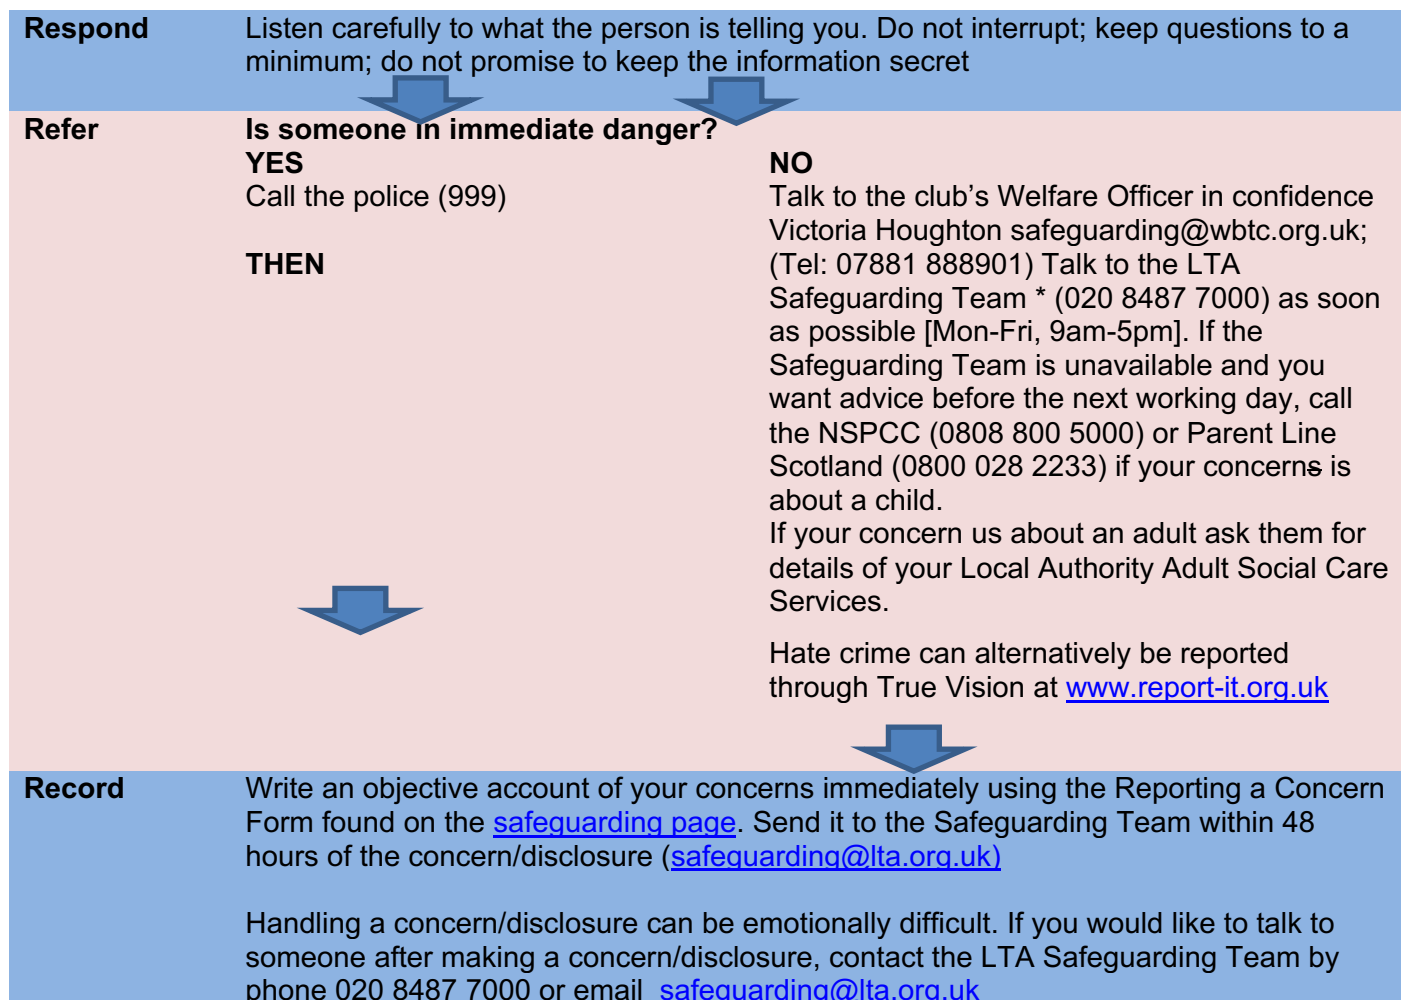 Respond
Listen carefully to what the person is telling you. Do not interrupt; keep questions to a
minimum; do not promise to keep the information secret
Refer
Is someone in immediate danger?
YES
Call the police (999)
THEN
NO
Talk to the club’s Welfare Officer in confidence
Victoria Houghton safeguarding@wbtc.org.uk;
(Tel: 07881 888901) Talk to the LTA
Safeguarding Team * (020 8487 7000) as soon
as possible [Mon-Fri, 9am-5pm]. If the
Safeguarding Team is unavailable and you
want advice before the next working day, call
the NSPCC (0808 800 5000) or Parent Line
Scotland (0800 028 2233) if your concerns is
about a child.
If your concern us about an adult ask them for
details of your Local Authority Adult Social Care
Services.
Hate crime can alternatively be reported
through True Vision at www.report-it.org.uk
Record
Write an objective account of your concerns immediately using the Reporting a Concern
Form found on the safeguarding page. Send it to the Safeguarding Team within 48
hours of the concern/disclosure (safeguarding@lta.org.uk)
Handling a concern/disclosure can be emotionally difficult. If you would like to talk to
someone after making a concern/disclosure, contact the LTA Safeguarding Team by
phone 020 8487 7000 or email safeguarding@lta.org.uk